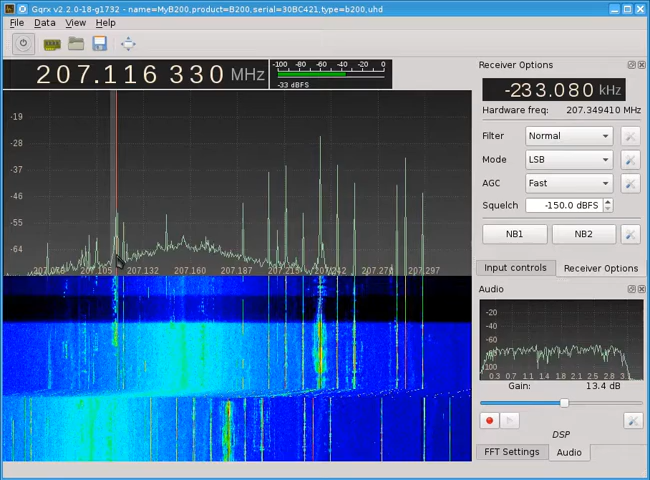 Gqrx v2.2.0-18-g1732 - name=MyB200,product=B200,serial=30BC421,type=b200,uhd
File Data View Help
207.116 330 MHz
-100 -80 -60 -40 -20 0
-33 dBFS
-19
-28
-37
-46
-55
-64
207.105 207.132 207.160 207.187 207.242 207.297
Receiver Options
-233.080 kHz
Hardware freq: 207.349410 MHz
Filter Normal
Mode LSB
AGC Fast
Squelch -150.0 dBFS
NB1 NB2
Input controls Receiver Options
Audio
-20
-40
-60
-80
-100
0.3 0.7 1.1 1.4 1.8 2.1 2.4 2.8 3.1
Gain: 13.4 dB
DSP
FFT Settings Audio